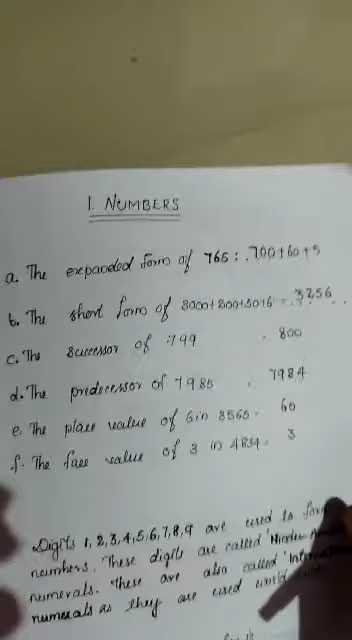 1. NUMBERS
a. The expanded form of 765 : 700+60+5
b. The short form of 3000+200+50+6 = 3256
c. The successor of 799 . 800
d. The predecessor of 7985 . 7984
e. The place value of 6 in 3565 . 60
f. The face value of 3 in 4834 = 3
Digits 1,2,3,4,5,6,7,8,9 are used to form
numbers. These digits are called Hindu
numerals. These are also called
numerals as they are used